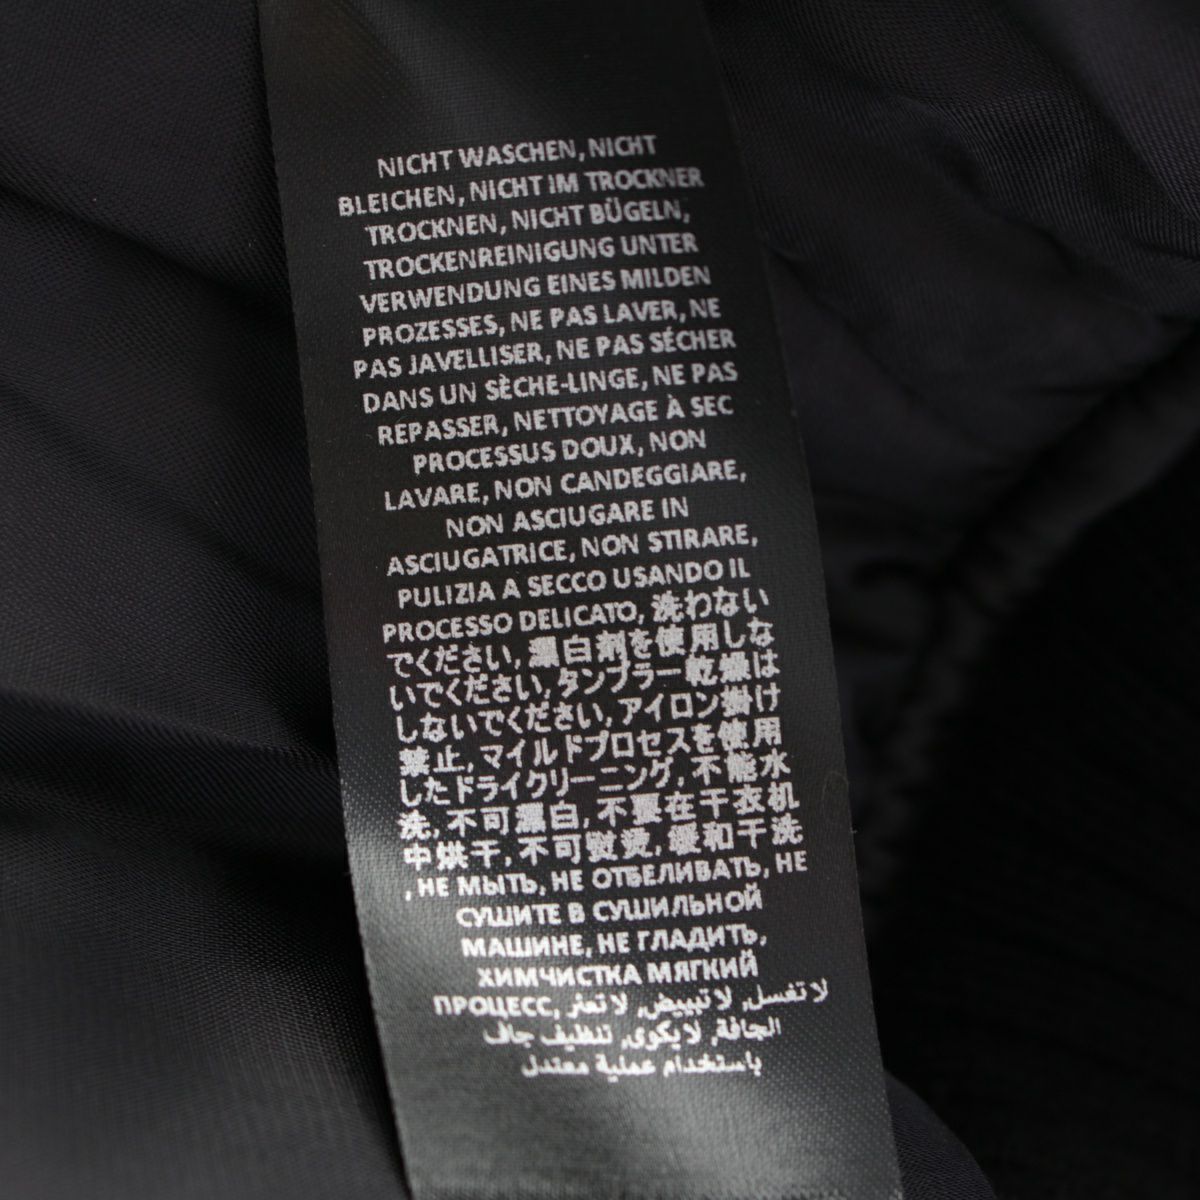 NICHT WASCHEN, NICHT
BLEICHEN, NICHT IM TROCKNER
TROCKNEN, NICHT BÜGELN,
TROCKENREINIGUNG UNTER
VERWENDUNG EINES MILDEN
PROZESSES, NE PAS LAVER, NE
PAS JAVELLISER, NE PAS SÉCHER
DANS UN SÈCHE-LINGE, NE PAS
REPASSER, NETTOYAGE À SEC
PROCESSUS DOUX, NON
LAVARE, NON CANDEGGIARE,
NON ASCIUGARE IN
ASCIUGATRICE, NON STIRARE,
PULIZIA A SECCO USANDO IL
PROCESSO DELICATO, 洗わない
でください, 漂白剤を使用しな
いでください, タンブラー乾燥は
しないでください, アイロン掛け
禁止, マイルドプロセスを使用
したドライクリーニング, 不能水
洗, 不可漂白, 不要在干衣机
中烘干, 不可熨烫, 缓和干洗
, НЕ МЫТЬ, НЕ ОТБЕЛИВАТЬ, НЕ
СУШИТЕ В СУШИЛЬНОЙ
МАШИНЕ, НЕ ГЛАДИТЬ,
ХИМЧИСТКА МЯГКИЙ
ПРОЦЕСС, لا تغسل, لا تبييض, لا تعثر
الجافة, لا يكوى, تنظيف جاف
باستخدام عملية معتدل